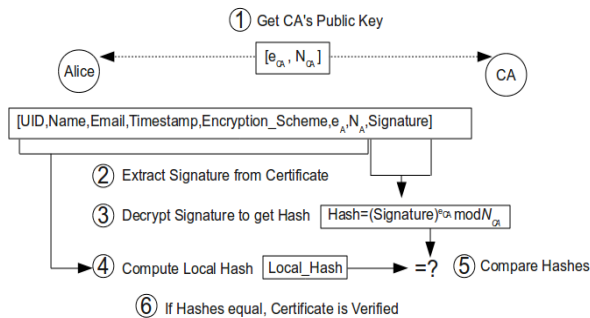 ① Get CA's Public Key
Alice
[e_CA, N_CA]
CA
[UID,Name,Email,Timestamp,Encryption_Scheme,e_A,N_A,Signature]
② Extract Signature from Certificate
③ Decrypt Signature to get Hash
Hash=(Signature)^e_CA mod N_CA
④ Compute Local Hash
Local_Hash
=?
⑤ Compare Hashes
⑥ If Hashes equal, Certificate is Verified